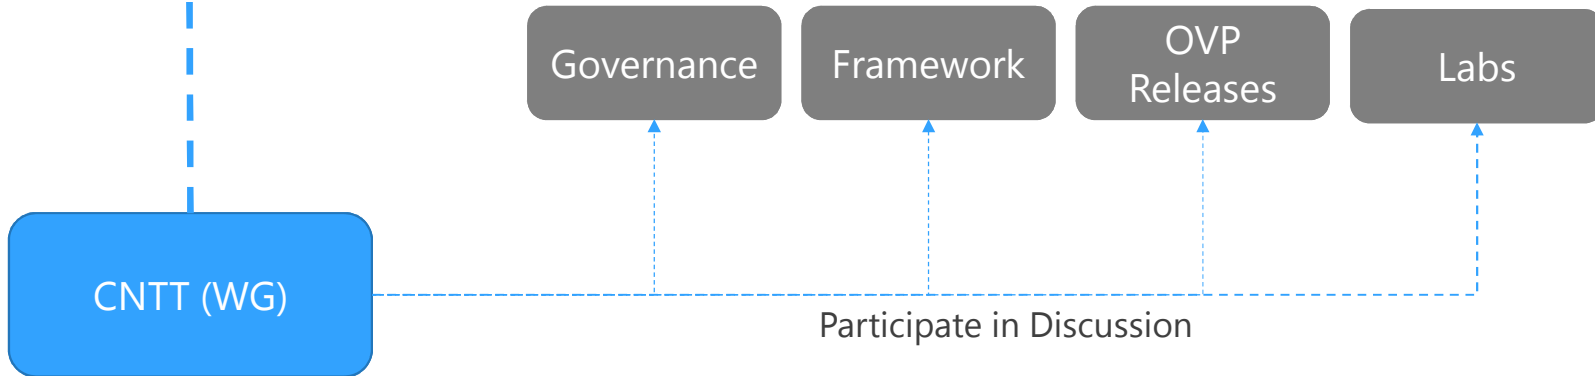 Governance
Framework
OVP
Releases
Labs
CNTT (WG)
Participate in Discussion